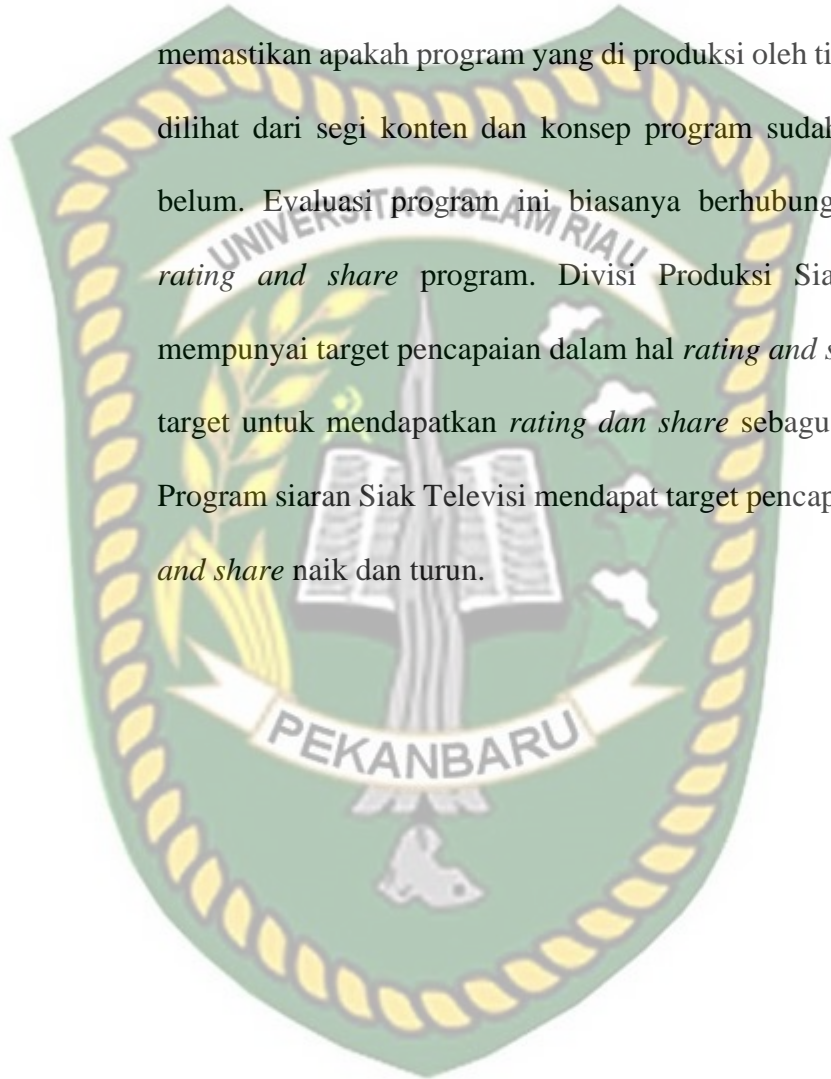 memastikan apakah program yang di produksi oleh ti
dilihat dari segi konten dan konsep program sudah
belum. Evaluasi program ini biasanya berhubung
UNIVERSITAS ISLAM RIAU
rating and share program. Divisi Produksi Sia
mempunyai target pencapaian dalam hal rating and s
target untuk mendapatkan rating dan share sebagu
Program siaran Siak Televisi mendapat target pencap
and share naik dan turun.
PEKANBARU